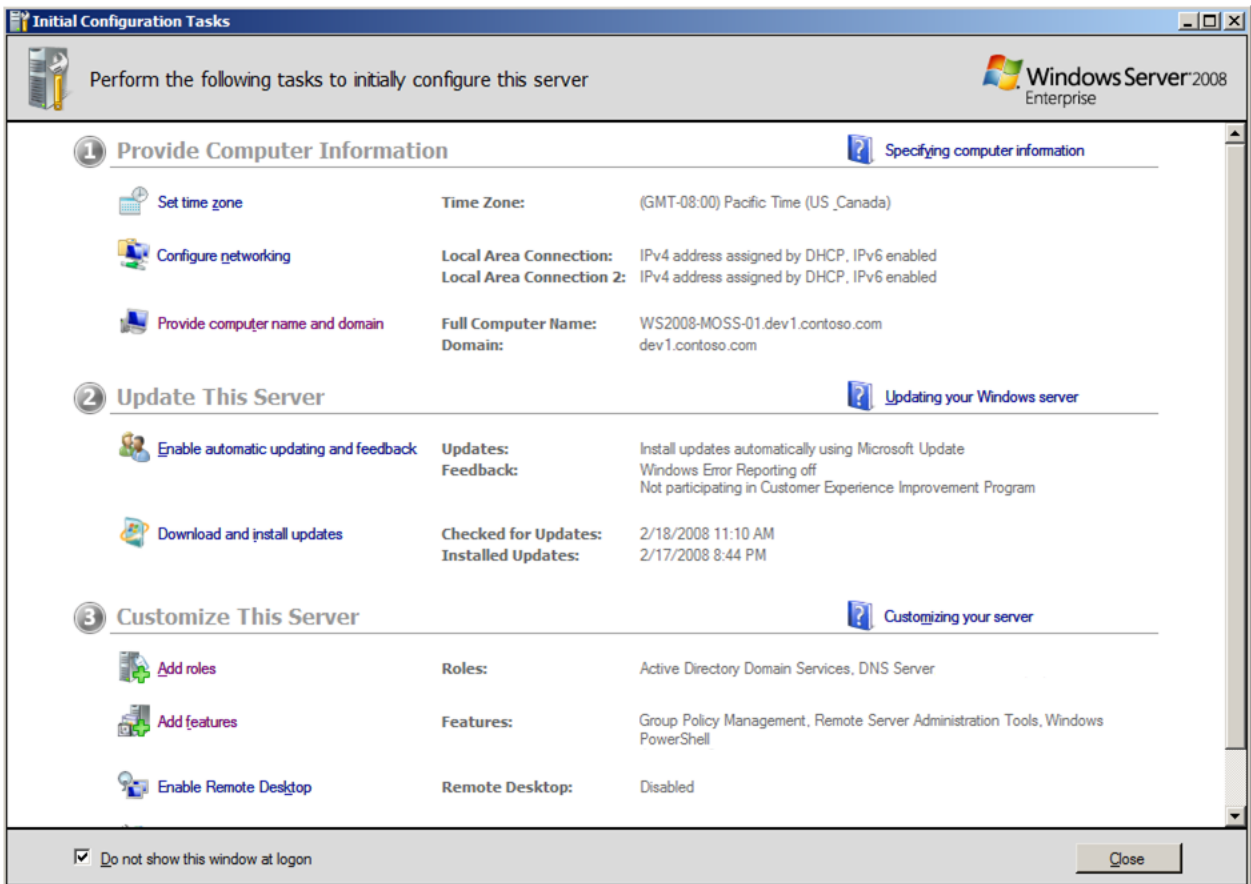 Initial Configuration Tasks
Perform the following tasks to initially configure this server
Windows Server 2008
Enterprise
1 Provide Computer Information
Specifying computer information
Set time zone Time Zone: (GMT-08:00) Pacific Time (US _Canada)
Configure networking Local Area Connection: IPv4 address assigned by DHCP, IPv6 enabled
Local Area Connection 2: IPv4 address assigned by DHCP, IPv6 enabled
Provide computer name and domain Full Computer Name: WS2008-MOSS-01.dev1.contoso.com
Domain: dev1.contoso.com
2 Update This Server
Updating your Windows server
Enable automatic updating and feedback Updates: Install updates automatically using Microsoft Update
Feedback: Windows Error Reporting off
Not participating in Customer Experience Improvement Program
Download and install updates Checked for Updates: 2/18/2008 11:10 AM
Installed Updates: 2/17/2008 8:44 PM
3 Customize This Server
Customizing your server
Add roles Roles: Active Directory Domain Services, DNS Server
Add features Features: Group Policy Management, Remote Server Administration Tools, Windows
PowerShell
Enable Remote Desktop Remote Desktop: Disabled
Do not show this window at logon
Close